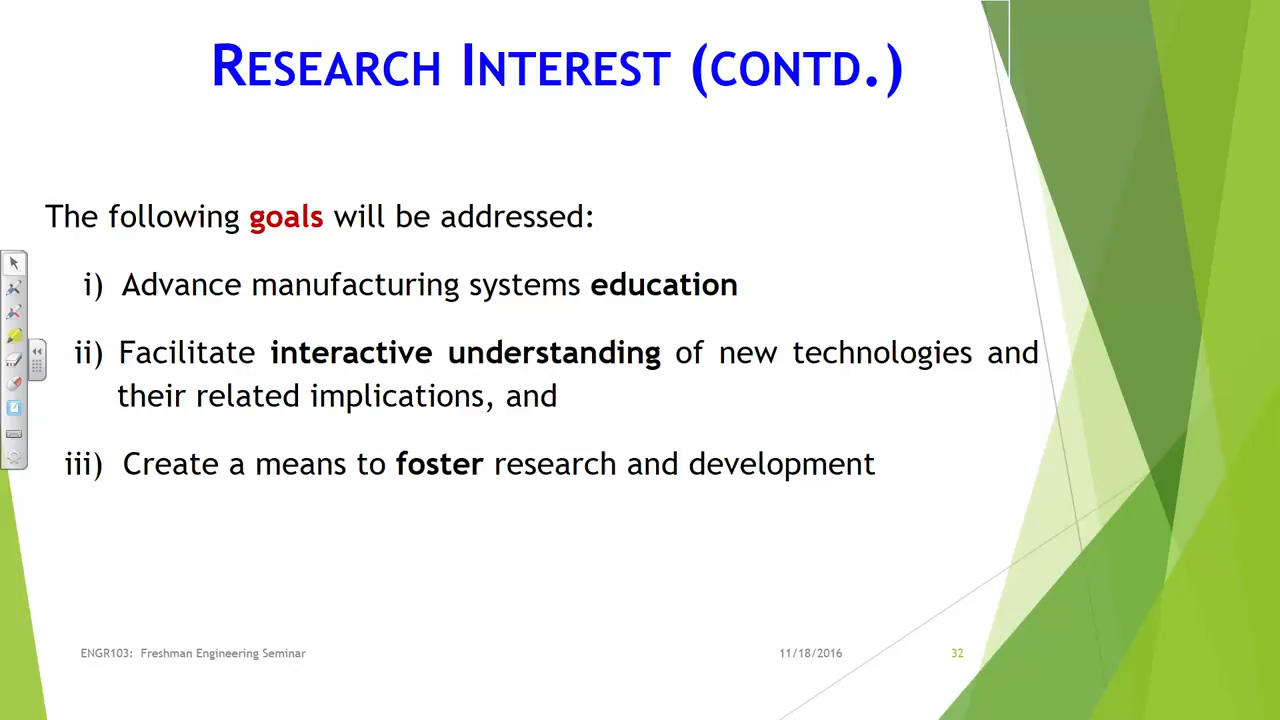 RESEARCH INTEREST (CONTD.)
The following goals will be addressed:
i) Advance manufacturing systems education
ii) Facilitate interactive understanding of new technologies and
their related implications, and
iii) Create a means to foster research and development
ENGR103: Freshman Engineering Seminar
11/18/2016
32